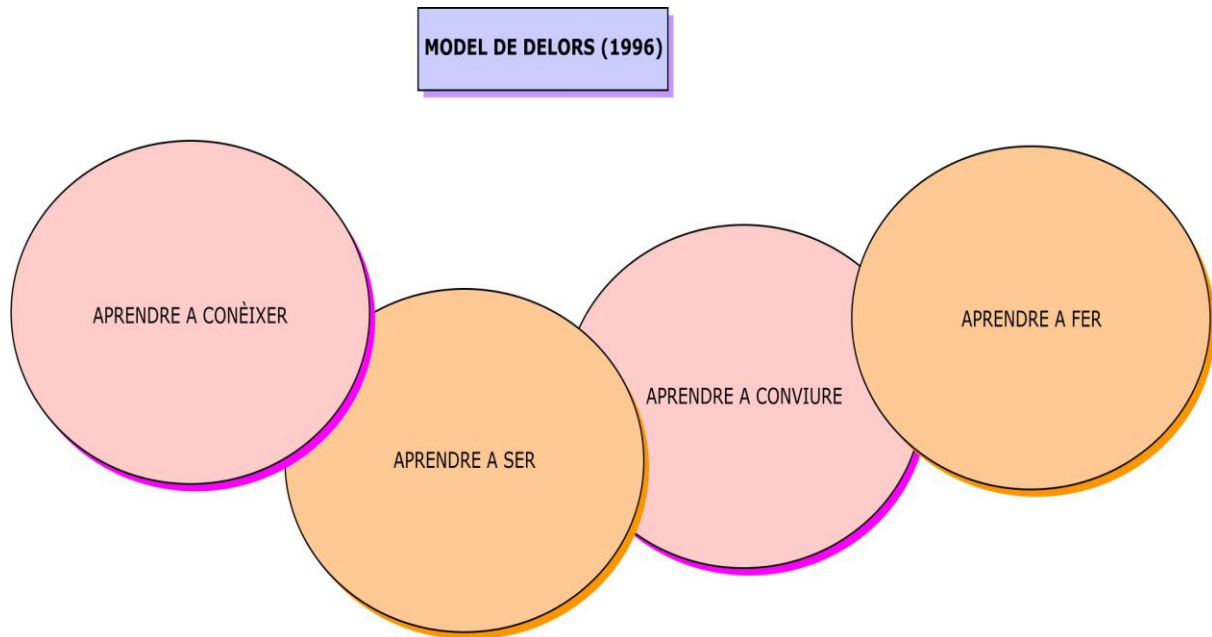 MODEL DE DELORS (1996)
APRENDRE A CONÈIXER
APRENDRE A SER
APRENDRE A CONVIURE
APRENDRE A FER